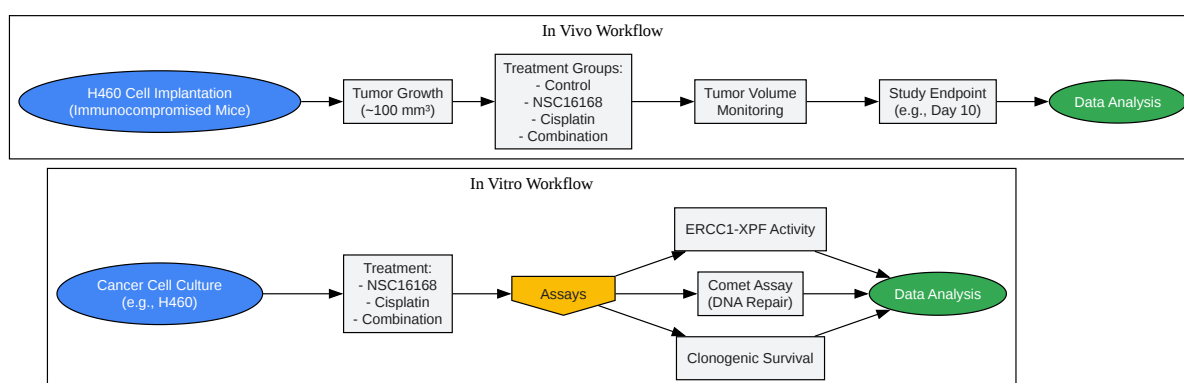 In Vivo Workflow
H460 Cell Implantation
(Immunocompromised Mice)
Tumor Growth
(~100 mm³)
Treatment Groups:
- Control
- NSC16168
- Cisplatin
- Combination
Tumor Volume
Monitoring
Study Endpoint
(e.g., Day 10)
Data Analysis
In Vitro Workflow
Cancer Cell Culture
(e.g., H460)
Treatment:
- NSC16168
- Cisplatin
- Combination
Assays
ERCC1-XPF Activity
Comet Assay
(DNA Repair)
Clonogenic Survival
Data Analysis